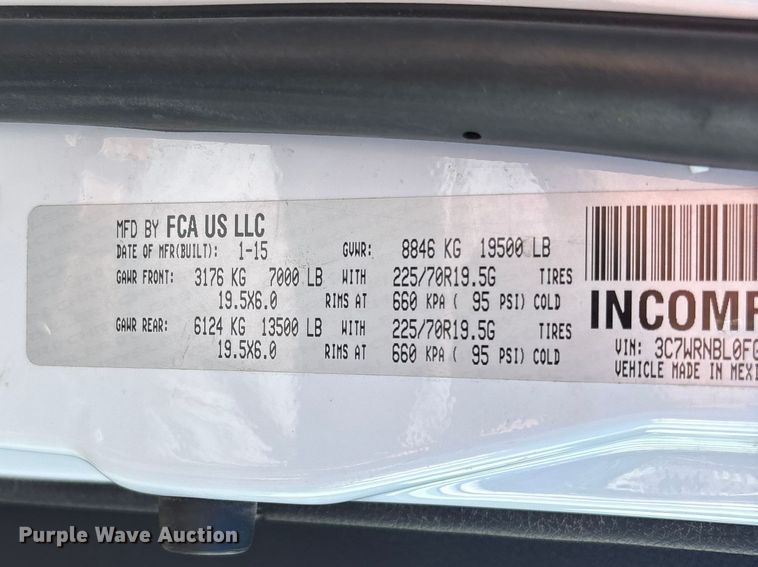 MFD BY FCA US LLC
DATE OF MFR(BUILT): 1-15 GVWR: 8846 KG 19500 LB
GAWR FRONT: 3176 KG 7000 LB WITH 225/70R19.5G TIRES
19.5X6.0 RIMS AT 660 KPA ( 95 PSI) COLD
GAWR REAR: 6124 KG 13500 LB WITH 225/70R19.5G TIRES
19.5X6.0 RIMS AT 660 KPA ( 95 PSI) COLD
INCOMP
VIN: 3C7WRNBL0FG
VEHICLE MADE IN MEXI
Purple Wave Auction